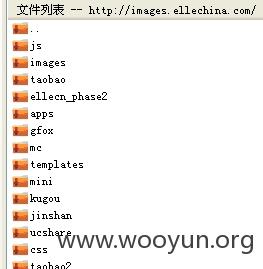 文件列表 -- http://images.ellechina.com/
..
js
images
taobao
ellecn_phase2
apps
gfox
mc
templates
mini
kugou
jinshan
ucshare
css
taobao2
www.wooyun.org